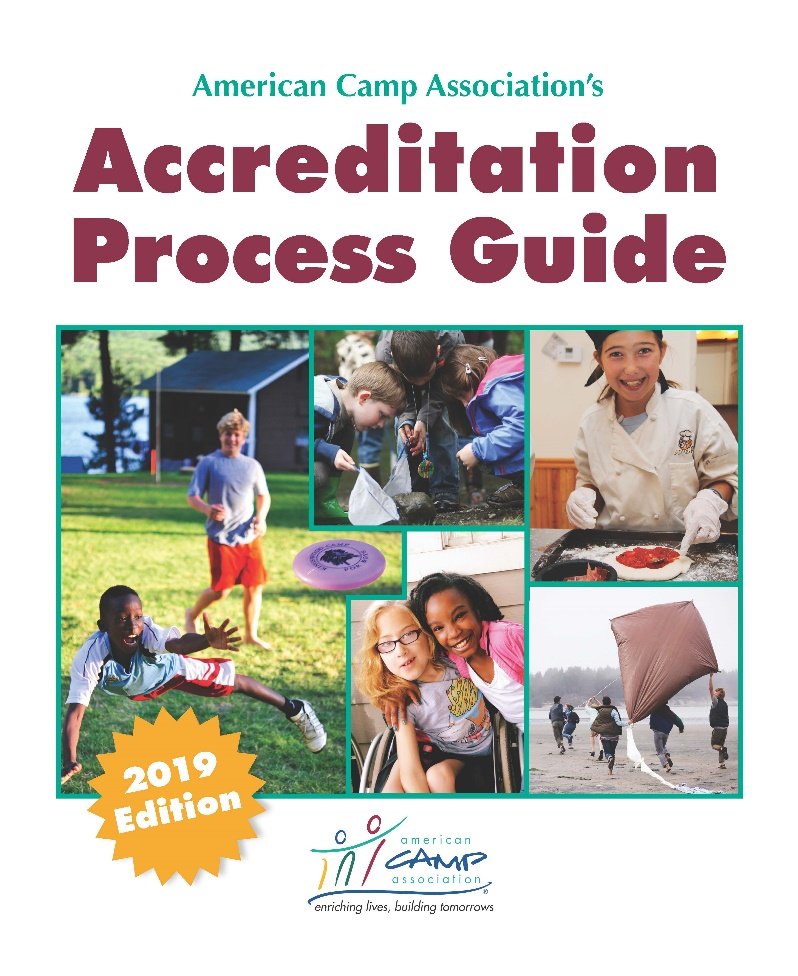 American Camp Association’s
Accreditation
Process Guide
2019
Edition
american
CAMP
association®
enriching lives, building tomorrows